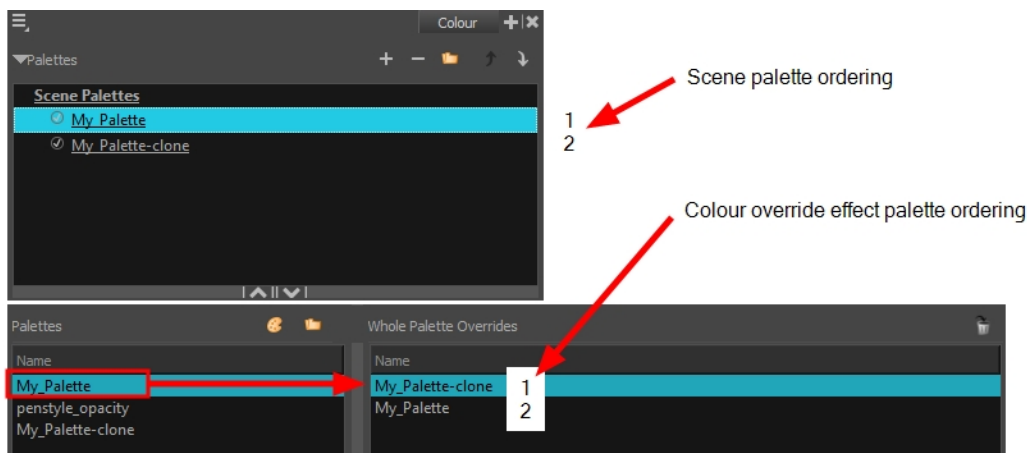 Colour
Palettes
Scene Palettes
My_Palette
My_Palette-clone
Scene palette ordering
1
2
Colour override effect palette ordering
Palettes
Whole Palette Overrides
Name
Name
My_Palette
My_Palette-clone 1
penstyle_opacity
My_Palette 2
My_Palette-clone